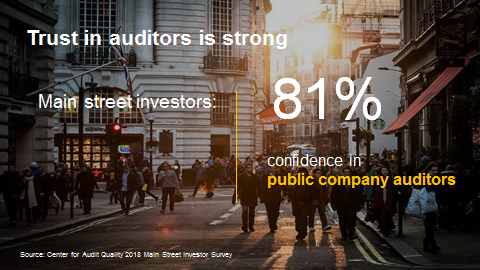 Trust in auditors is strong
Main street investors:
81%
confidence in
public company auditors
Source: Center for Audit Quality 2018 Main Street Investor Survey